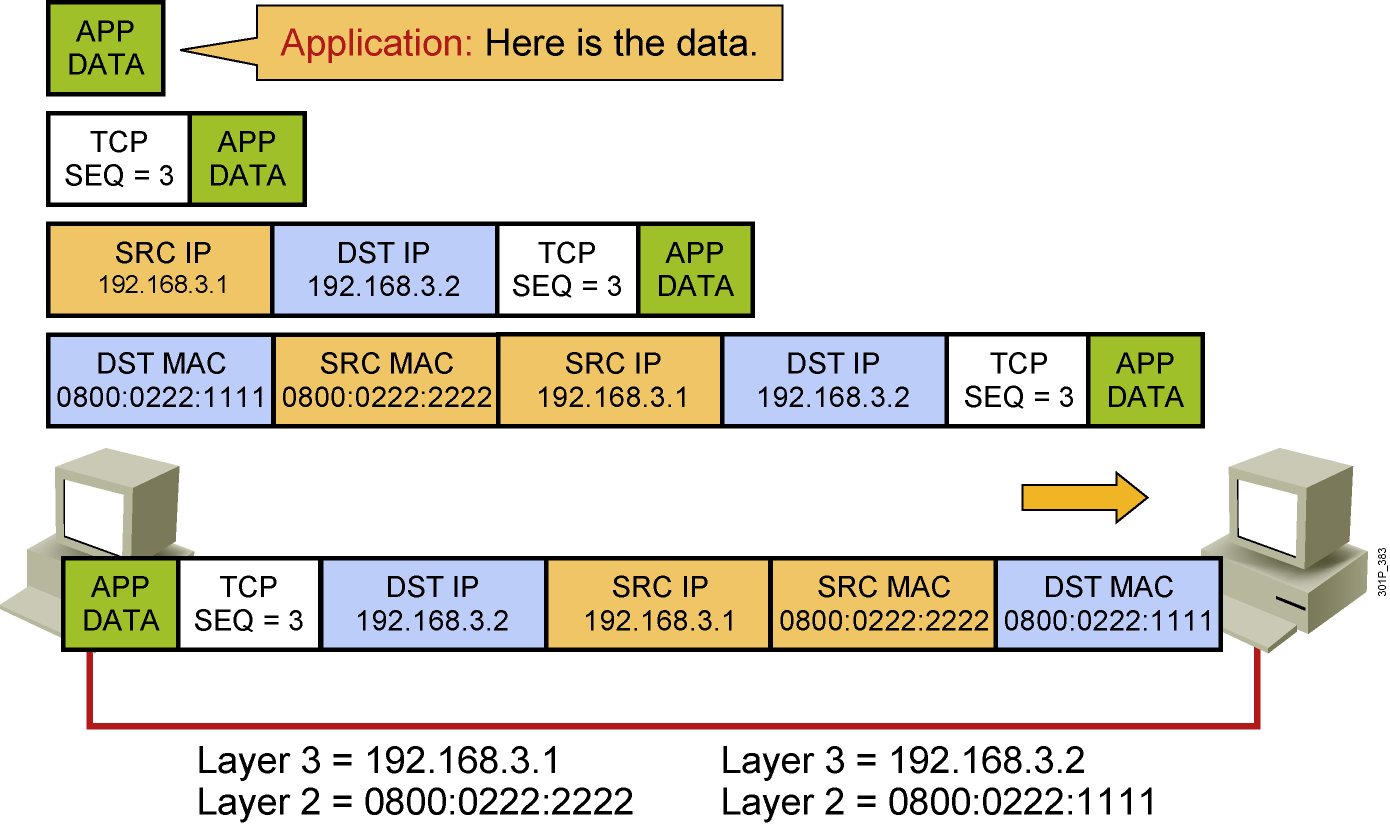 APP
DATA
Application: Here is the data.
TCP
SEQ = 3
APP
DATA
SRC IP
192.168.3.1
DST IP
192.168.3.2
TCP
SEQ = 3
APP
DATA
DST MAC
0800:0222:1111
SRC MAC
0800:0222:2222
SRC IP
192.168.3.1
DST IP
192.168.3.2
TCP
SEQ = 3
APP
DATA
APP
DATA
TCP
SEQ = 3
DST IP
192.168.3.2
SRC IP
192.168.3.1
SRC MAC
0800:0222:2222
DST MAC
0800:0222:1111
301P_383
Layer 3 = 192.168.3.1
Layer 2 = 0800:0222:2222
Layer 3 = 192.168.3.2
Layer 2 = 0800:0222:1111